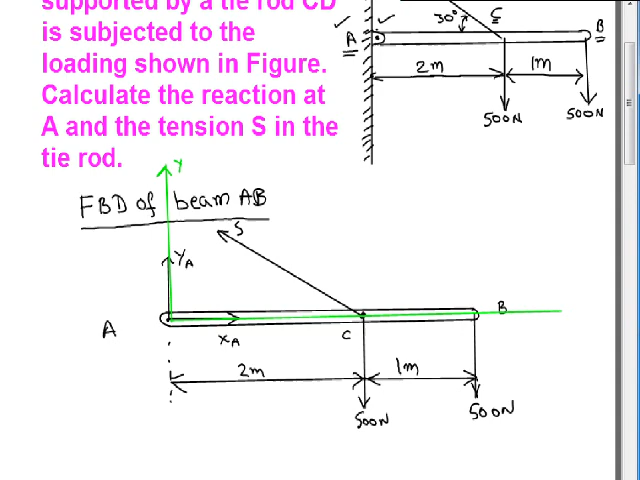 supported by a tie rod CD
is subjected to the
loading shown in Figure.
Calculate the reaction at
A and the tension S in the
tie rod.
30°
C
A
B
2m
1m
500N
500N
Y
FBD of beam AB
S
YA
A
XA
C
B
2m
1m
500N
500N